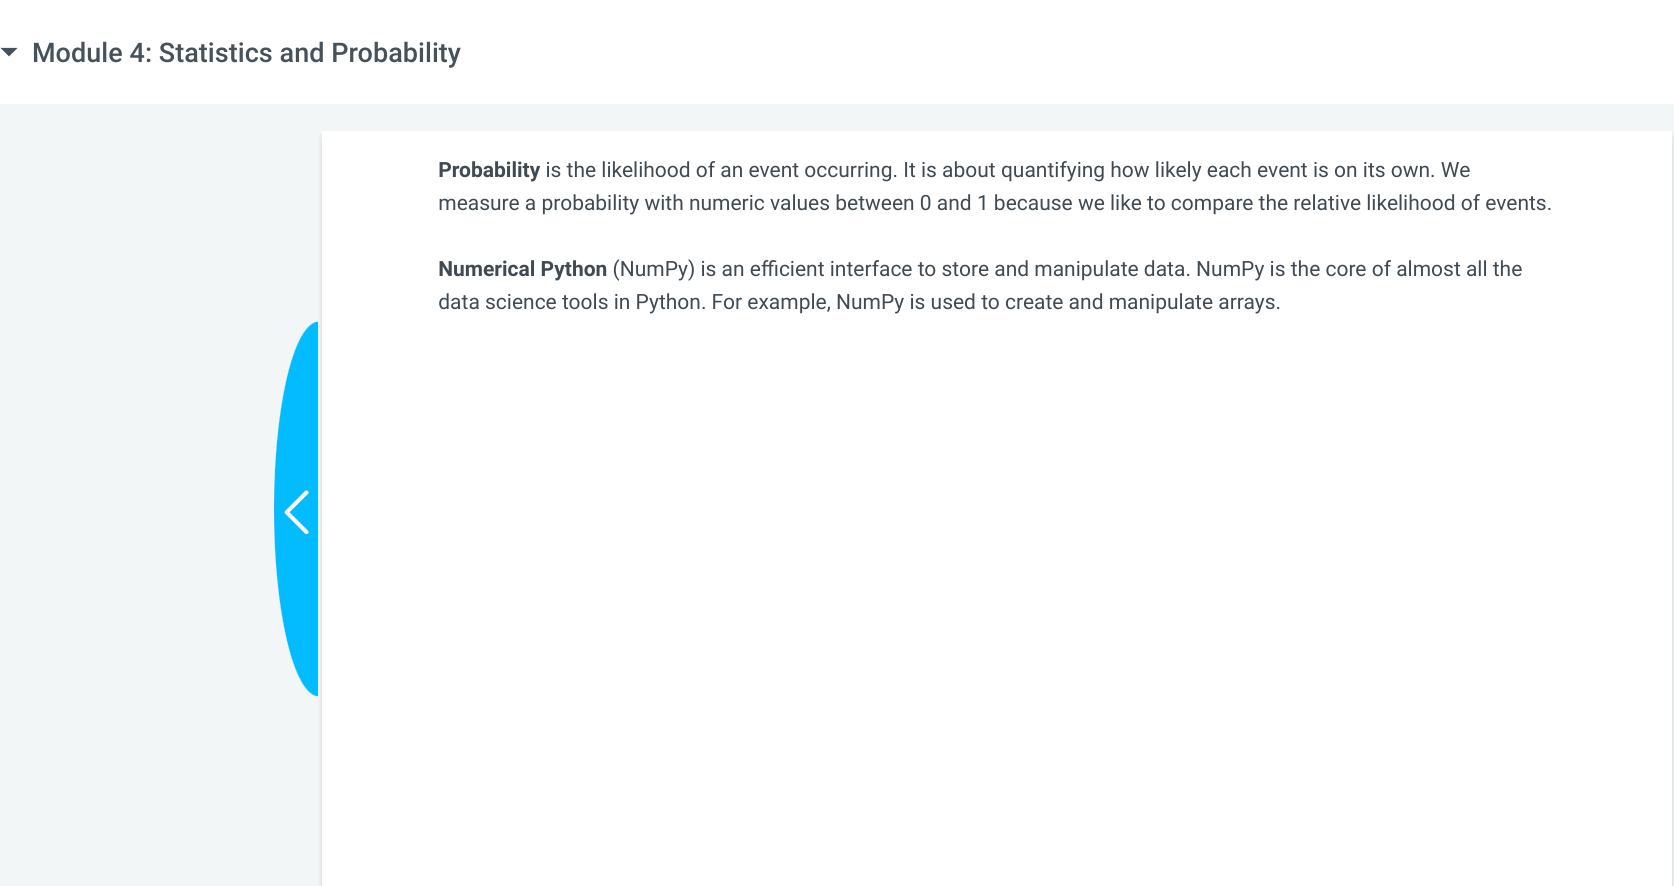 Module 4: Statistics and Probability
Probability is the likelihood of an event occurring. It is about quantifying how likely each event is on its own. We
measure a probability with numeric values between 0 and 1 because we like to compare the relative likelihood of events.
Numerical Python (NumPy) is an efficient interface to store and manipulate data. NumPy is the core of almost all the
data science tools in Python. For example, NumPy is used to create and manipulate arrays.